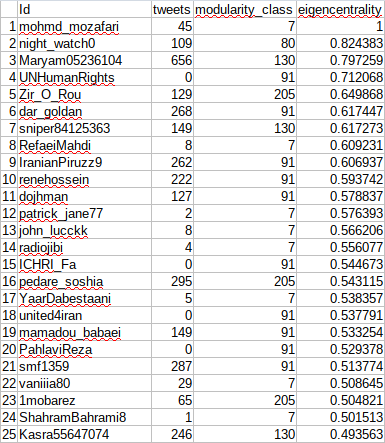 Id tweets modularity_class eigencentrality
1 mohmd_mozafari 45 7 1
2 night_watch0 109 80 0.824383
3 Maryam05236104 656 130 0.797259
4 UNHumanRights 0 91 0.712068
5 Zir_O_Rou 129 205 0.649868
6 dar_goldan 268 91 0.617447
7 sniper84125363 149 130 0.617273
8 RefaeiMahdi 8 7 0.609231
9 IranianPiruzz9 262 91 0.606937
10 renehossein 222 91 0.593742
11 dojhman 127 91 0.578837
12 patrick_jane77 2 7 0.576393
13 john_lucckk 8 7 0.566206
14 radiojibi 4 7 0.556077
15 ICHRI_Fa 0 91 0.544673
16 pedare_soshia 295 205 0.543115
17 YaarDabestaani 5 7 0.538357
18 united4iran 0 91 0.537791
19 mamadou_babaei 149 91 0.533254
20 PahlaviReza 0 91 0.529378
21 smf1359 287 91 0.513774
22 vaniiia80 29 7 0.508645
23 1mobarez 65 205 0.504821
24 ShahramBahrami8 1 7 0.501513
25 Kasra55647074 246 130 0.493563